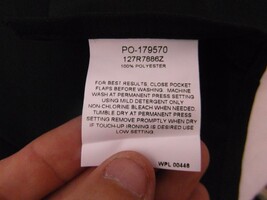 PO-179570
127R7886Z
100% POLYESTER
FOR BEST RESULTS: CLOSE POCKET
FLAPS BEFORE WASHING. MACHINE
WASH AT PERMANENT PRESS SETTING
USING MILD DETERGENT ONLY.
NON-CHLORINE BLEACH WHEN NEEDED.
TUMBLE DRY AT PERMANENT PRESS
SETTING REMOVE PROMPTLY WHEN DRY
IF TOUCH-UP IRONING IS DESIRED USE
LOW SETTING.
WPL 00448